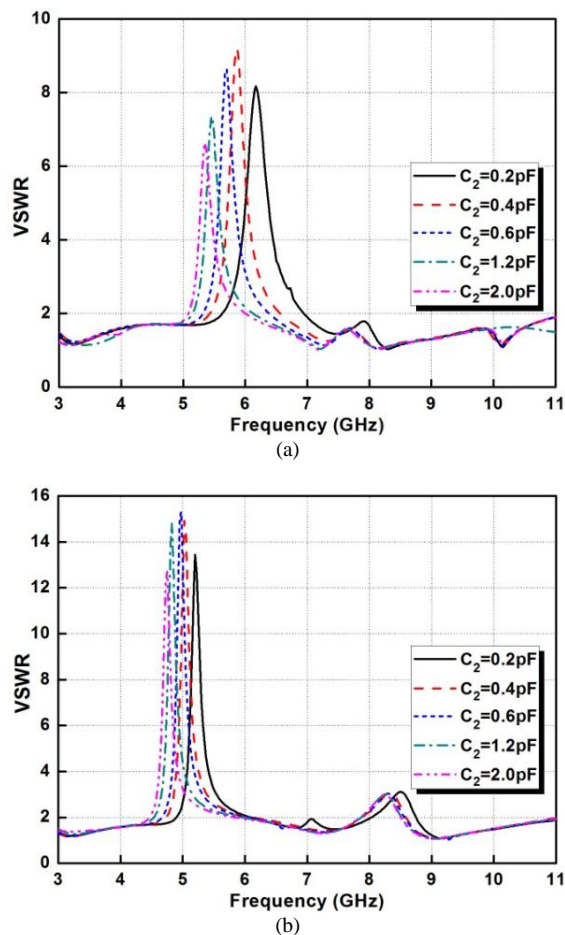 10
8
6
4
2
0
VSWR
C2=0.2pF
C2=0.4pF
C2=0.6pF
C2=1.2pF
C2=2.0pF
3 4 5 6 7 8 9 10 11
Frequency (GHz)
(a)
16
14
12
10
8
6
4
2
0
VSWR
C2=0.2pF
C2=0.4pF
C2=0.6pF
C2=1.2pF
C2=2.0pF
3 4 5 6 7 8 9 10 11
Frequency (GHz)
(b)